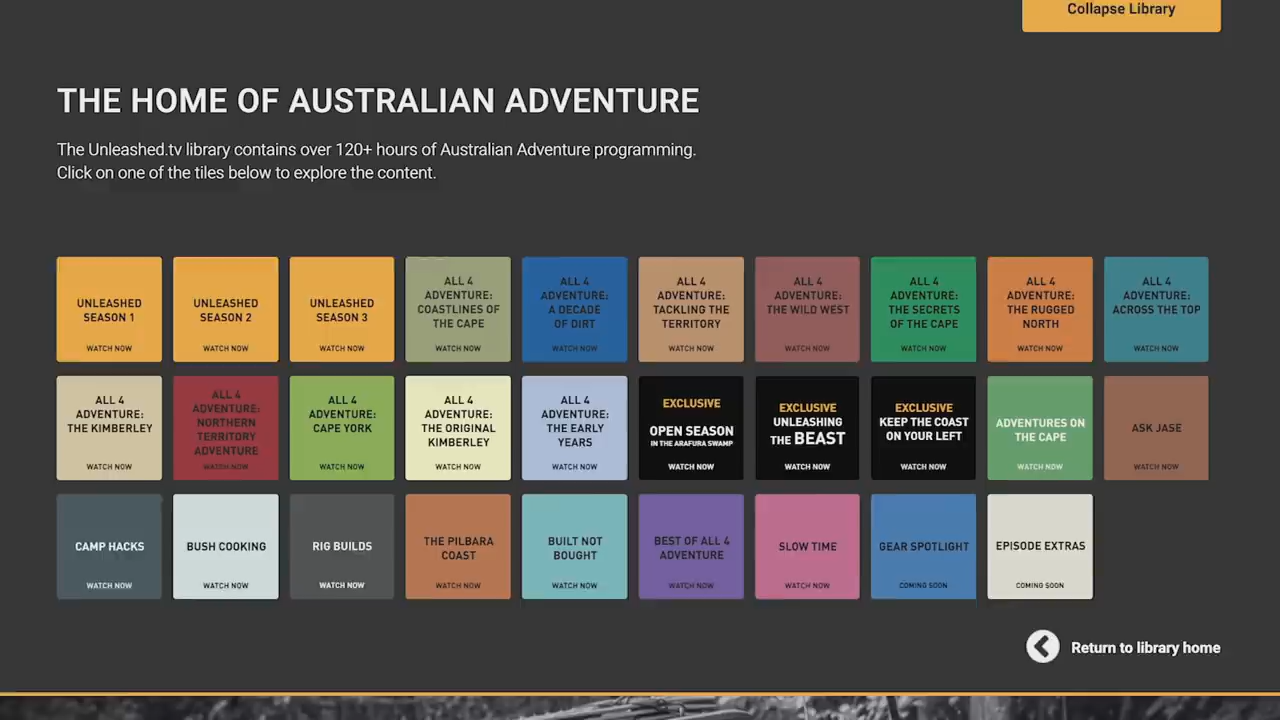 Collapse Library
THE HOME OF AUSTRALIAN ADVENTURE
The Unleashed.tv library contains over 120+ hours of Australian Adventure programming.
Click on one of the tiles below to explore the content.
UNLEASHED
SEASON 1
WATCH NOW
UNLEASHED
SEASON 2
WATCH NOW
UNLEASHED
SEASON 3
WATCH NOW
ALL 4
ADVENTURE:
COASTLINES OF
THE CAPE
WATCH NOW
ALL 4
ADVENTURE:
A DECADE
OF DIRT
WATCH NOW
ALL 4
ADVENTURE:
TACKLING THE
TERRITORY
WATCH NOW
ALL 4
ADVENTURE:
THE WILD WEST
WATCH NOW
ALL 4
ADVENTURE:
THE SECRETS
OF THE CAPE
WATCH NOW
ALL 4
ADVENTURE:
THE RUGGED
NORTH
WATCH NOW
ALL 4
ADVENTURE:
ACROSS THE TOP
WATCH NOW
ALL 4
ADVENTURE:
THE KIMBERLEY
WATCH NOW
ALL 4
ADVENTURE:
NORTHERN
TERRITORY
ADVENTURE
WATCH NOW
ALL 4
ADVENTURE:
CAPE YORK
WATCH NOW
ALL 4
ADVENTURE:
THE ORIGINAL
KIMBERLEY
WATCH NOW
ALL 4
ADVENTURE:
THE EARLY
YEARS
WATCH NOW
EXCLUSIVE
OPEN SEASON
IN THE ARAFURA SWAMP
WATCH NOW
EXCLUSIVE
UNLEASHING
THE BEAST
WATCH NOW
EXCLUSIVE
KEEP THE COAST
ON YOUR LEFT
WATCH NOW
ADVENTURES ON
THE CAPE
WATCH NOW
ASK JASE
WATCH NOW
CAMP HACKS
WATCH NOW
BUSH COOKING
WATCH NOW
RIG BUILDS
WATCH NOW
THE PILBARA
COAST
WATCH NOW
BUILT NOT
BOUGHT
WATCH NOW
BEST OF ALL 4
ADVENTURE
WATCH NOW
SLOW TIME
WATCH NOW
GEAR SPOTLIGHT
COMING SOON
EPISODE EXTRAS
COMING SOON
Return to library home